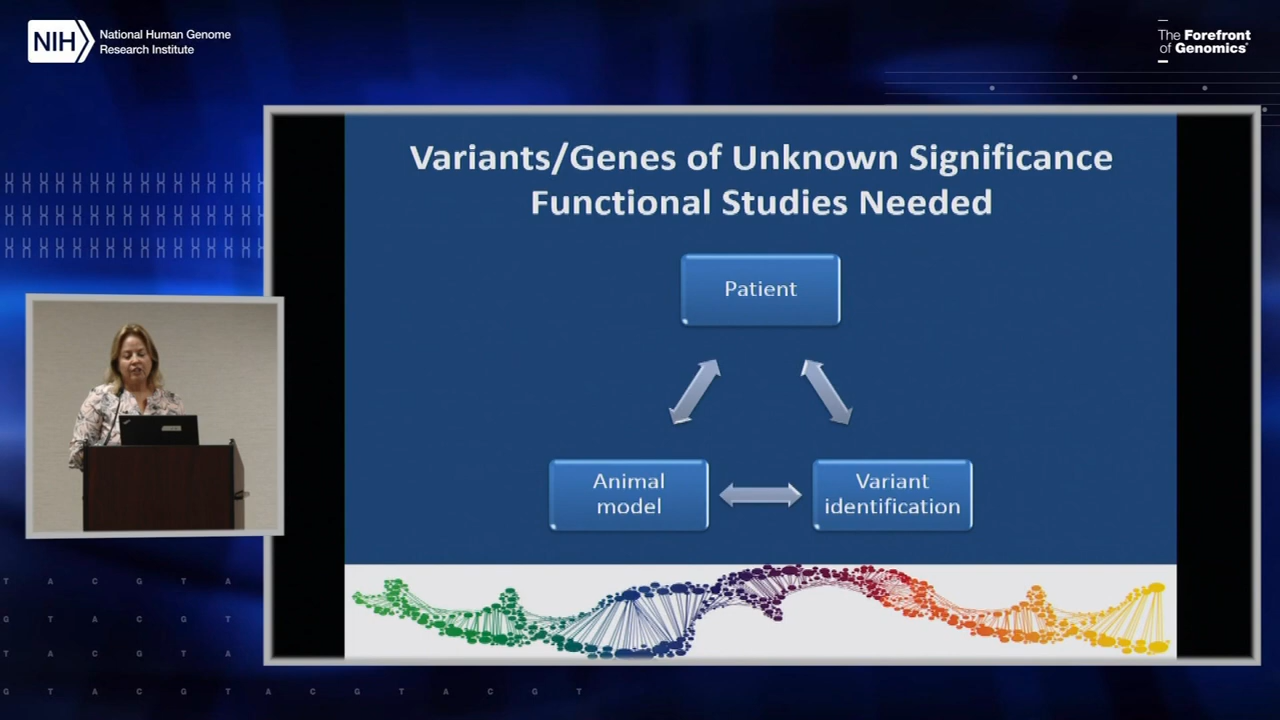 NIH
National Human Genome
Research Institute
The Forefront
of Genomics®
Variants/Genes of Unknown Significance
Functional Studies Needed
Patient
Animal
model
Variant
identification
T A C G T A
G T A C G T A
T A C G T A
G T A C G T A C G T A C G T